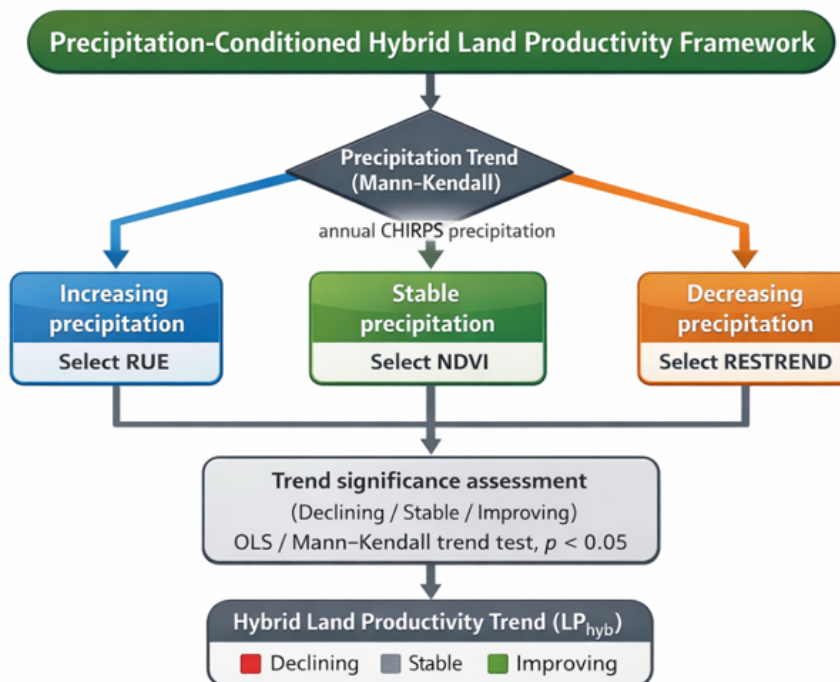 Precipitation-Conditioned Hybrid Land Productivity Framework
Precipitation Trend
(Mann–Kendall)
annual CHIRPS precipitation
Increasing
precipitation
Select RUE
Stable
precipitation
Select NDVI
Decreasing
precipitation
Select RESTREND
Trend significance assessment
(Declining / Stable / Improving)
OLS / Mann–Kendall trend test, p < 0.05
Hybrid Land Productivity Trend (LPhyb)
Declining Stable Improving